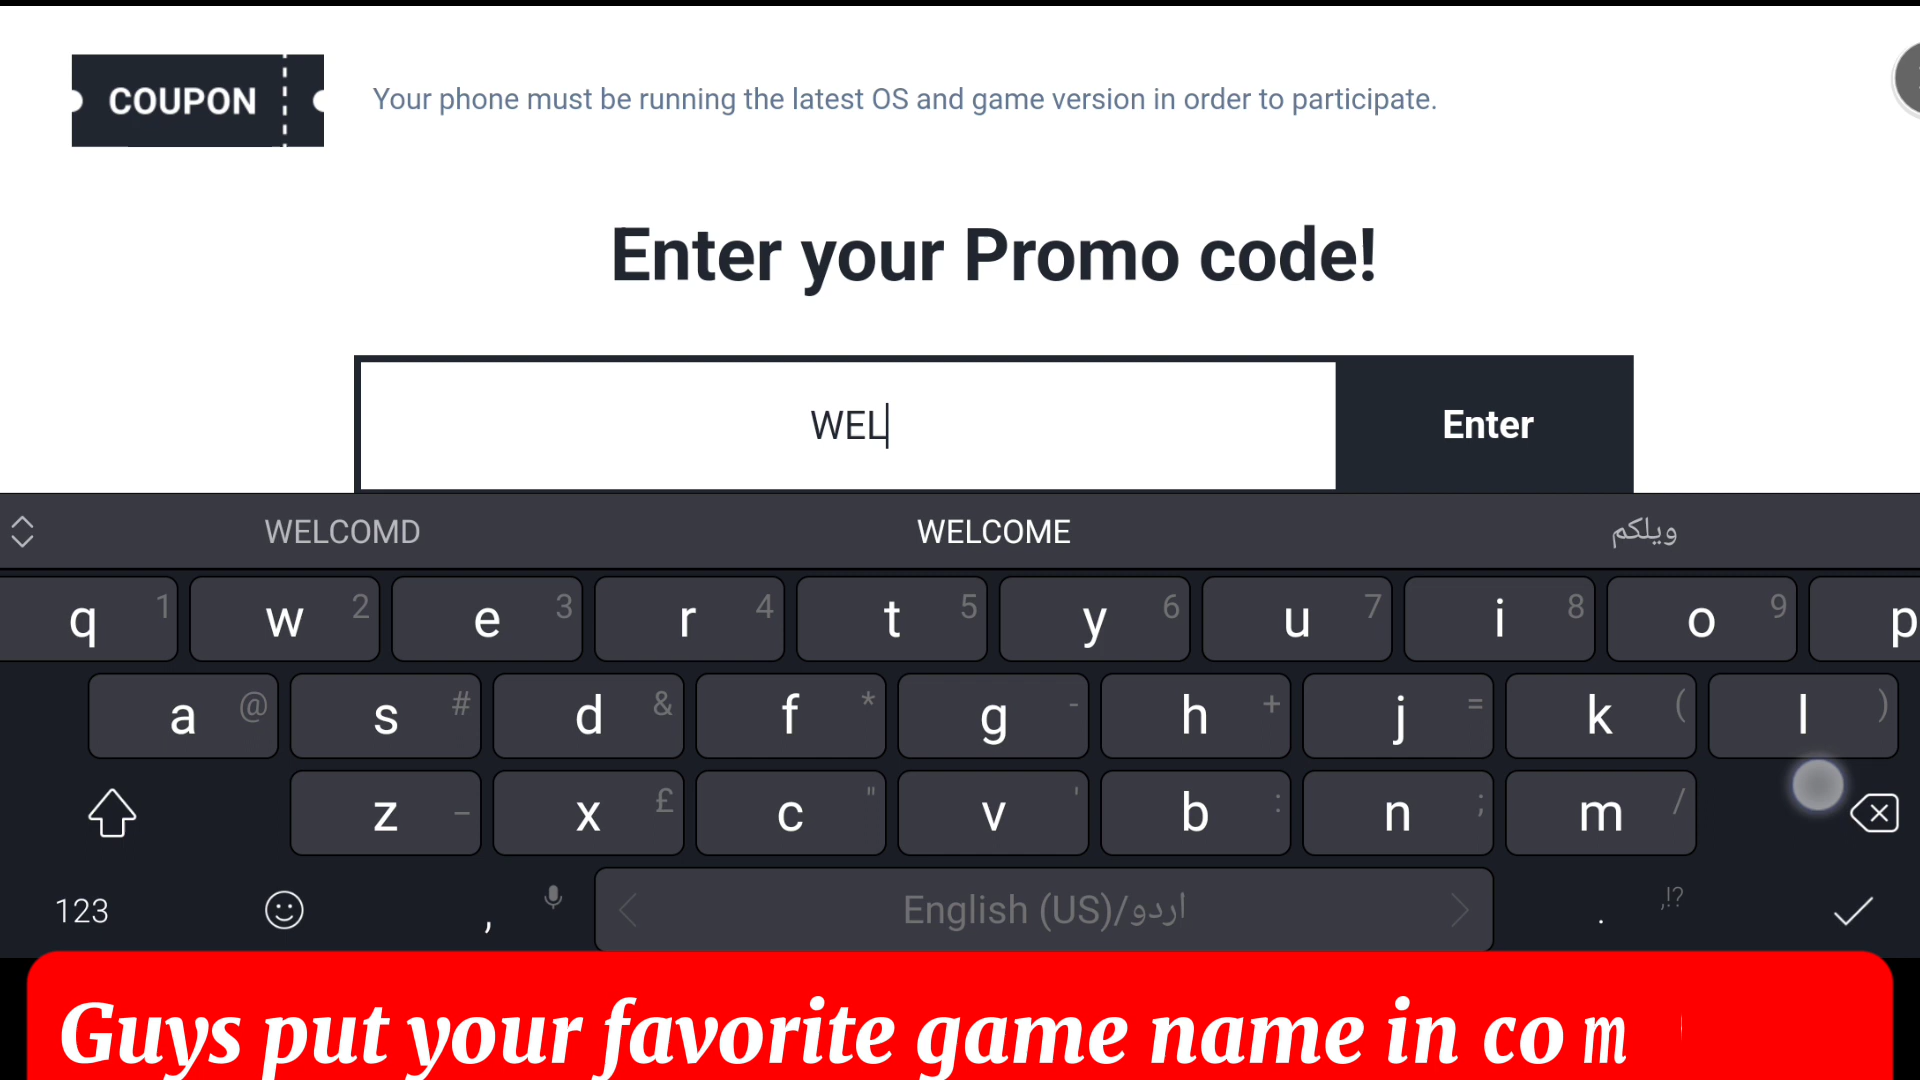 COUPON
Your phone must be running the latest OS and game version in order to participate.
Enter your Promo code!
WEL
Enter
WELCOMD WELCOME ویلکم
q 1 w 2 e 3 r 4 t 5 y 6 u 7 i 8 o 9 p
a @ s # d & f * g - h + j = k ( l )
z _ x £ c " v ' b : n ; m /
123 , English (US)/اردو . ,!?
Guys put your favorite game name in com